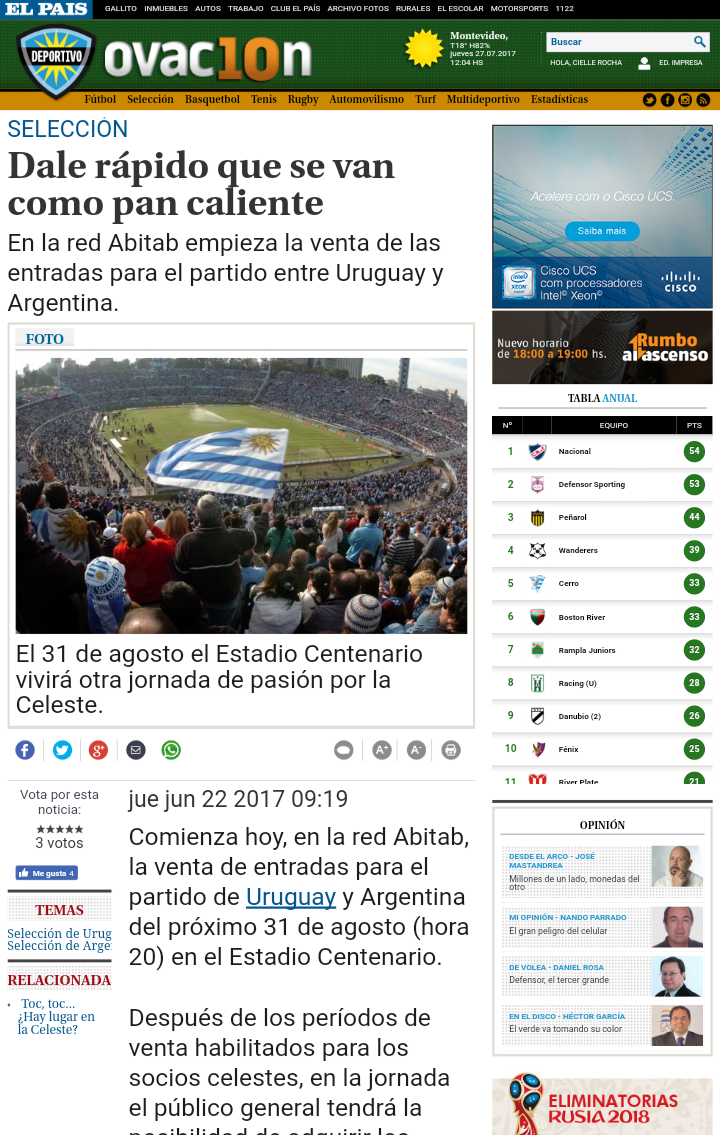 EL PAIS
GALLITO INMUEBLES AUTOS TRABAJO CLUB EL PAÍS ARCHIVO FOTOS RURALES EL ESCOLAR MOTORSPORTS 1122
DEPORTIVO
ovac10n
Montevideo,
T18° H82%
jueves 27.07.2017
12:04 HS
Buscar
HOLA, CIELLE ROCHA
ED. IMPRESA
Fútbol Selección Basquetbol Tenis Rugby Automovilismo Turf Multideportivo Estadísticas
SELECCIÓN
Dale rápido que se van
como pan caliente
En la red Abitab empieza la venta de las
entradas para el partido entre Uruguay y
Argentina.
FOTO
El 31 de agosto el Estadio Centenario
vivirá otra jornada de pasión por la
Celeste.
A+ A-
Vota por esta
noticia:
★★★★★
3 votos
Me gusta 4
TEMAS
Selección de Urug
Selección de Arge
RELACIONADA
• Toc, toc...
¿Hay lugar en
la Celeste?
jue jun 22 2017 09:19
Comienza hoy, en la red Abitab,
la venta de entradas para el
partido de Uruguay y Argentina
del próximo 31 de agosto (hora
20) en el Estadio Centenario.
Después de los períodos de
venta habilitados para los
socios celestes, en la jornada
el público general tendrá la
posibilidad de adquirir los
Acelere com o Cisco UCS.
Saiba mais
intel
XEON
Cisco UCS
com processadores
Intel® Xeon®
CISCO
Nuevo horario
de 18:00 a 19:00 hs.
Rumbo
al ascenso
TABLA ANUAL
Nº EQUIPO PTS
1 Nacional 54
2 Defensor Sporting 53
3 Peñarol 44
4 Wanderers 39
5 Cerro 33
6 Boston River 33
7 Rampla Juniors 32
8 Racing (U) 28
9 Danubio (2) 26
10 Fénix 25
11 River Plate 21
OPINIÓN
DESDE EL ARCO - JOSÉ
MASTANDREA
Millones de un lado, monedas del
otro
MI OPINIÓN - NANDO PARRADO
El gran peligro del celular
DE VOLEA - DANIEL ROSA
Defensor, el tercer grande
EN EL DISCO - HÉCTOR GARCÍA
El verde va tomando su color
ELIMINATORIAS
RUSIA 2018